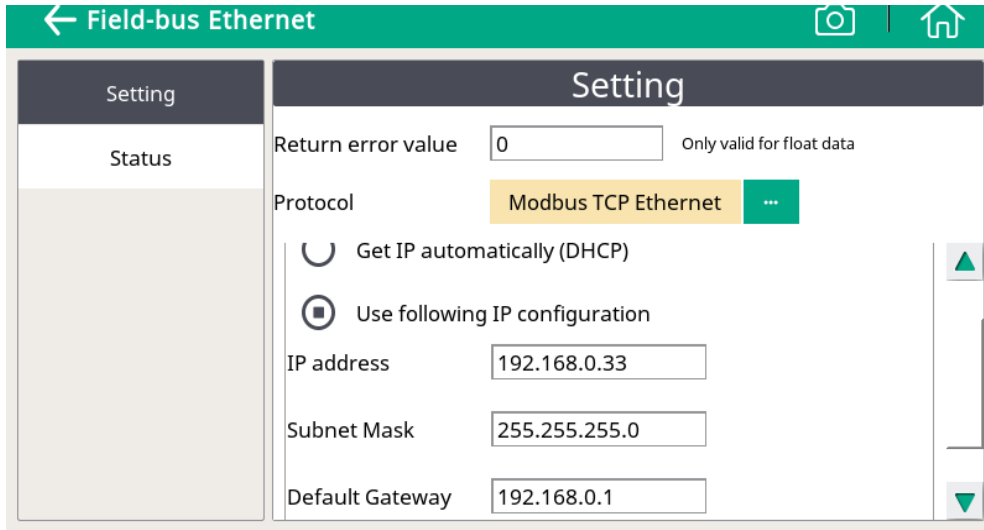 Field-bus Ethernet
Setting
Status
Setting
Return error value 0 Only valid for float data
Protocol Modbus TCP Ethernet ...
Get IP automatically (DHCP)
Use following IP configuration
IP address 192.168.0.33
Subnet Mask 255.255.255.0
Default Gateway 192.168.0.1